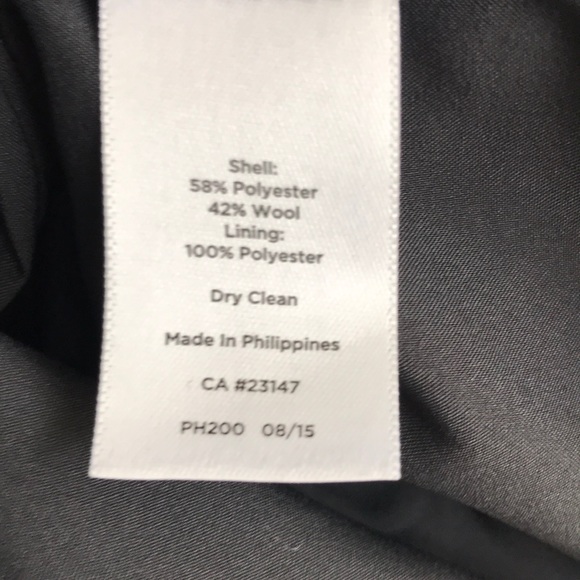 Shell:
58% Polyester
42% Wool
Lining:
100% Polyester
Dry Clean
Made In Philippines
CA #23147
PH200 08/15